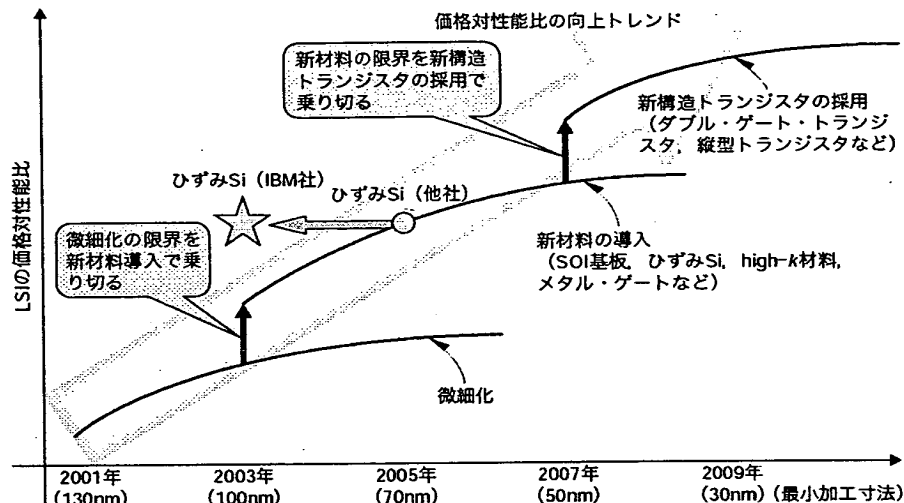 価格対性能比の向上トレンド
新材料の限界を新構造
トランジスタの採用で
乗り切る
新構造トランジスタの採用
（ダブル・ゲート・トランジ
スタ，縦型トランジスタなど）
ひずみSi（IBM社）
ひずみSi（他社）
微細化の限界を
新材料導入で乗
り切る
新材料の導入
（SOI基板，ひずみSi，high-k材料，
メタル・ゲートなど）
微細化
LSIの価格対性能比
2001年
（130nm）
2003年
（100nm）
2005年
（70nm）
2007年
（50nm）
2009年
（30nm）
（最小加工寸法）